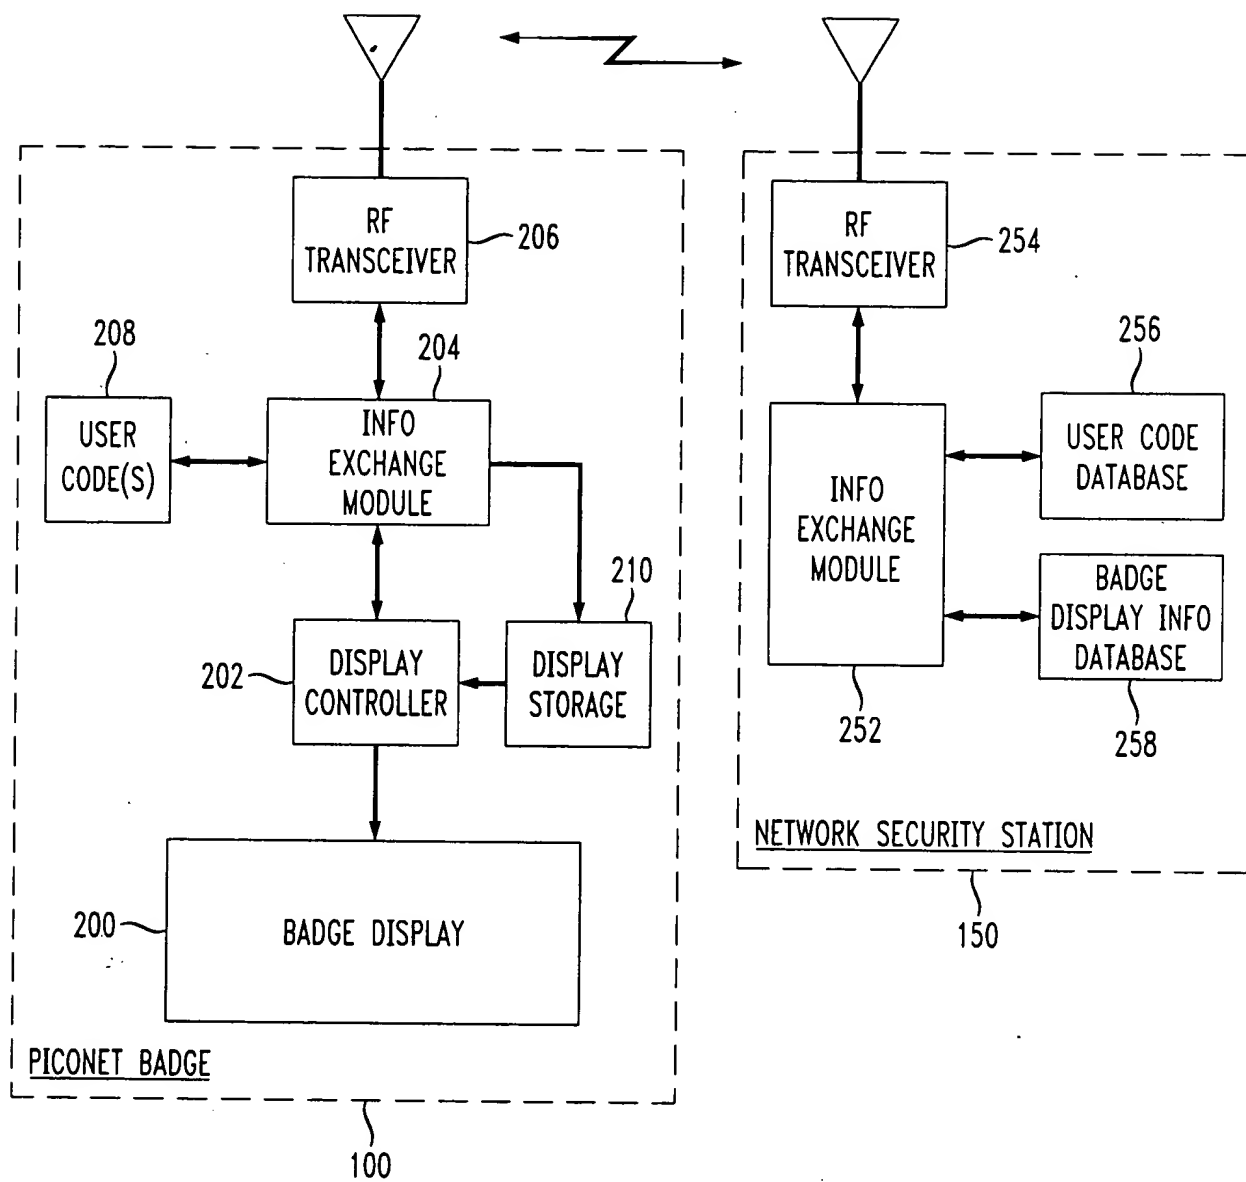 RF
TRANSCEIVER
206
208
204
USER
CODE(S)
INFO
EXCHANGE
MODULE
210
202
DISPLAY
CONTROLLER
DISPLAY
STORAGE
200
BADGE DISPLAY
PICONET BADGE
100
RF
TRANSCEIVER
254
256
INFO
EXCHANGE
MODULE
USER CODE
DATABASE
BADGE
DISPLAY INFO
DATABASE
252
258
NETWORK SECURITY STATION
150